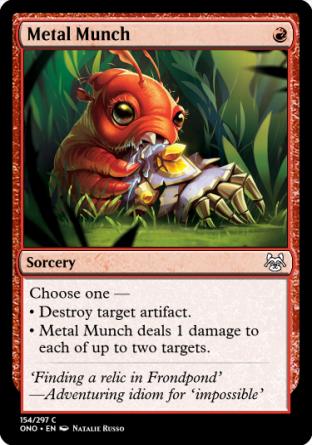 Metal Munch
Sorcery
Choose one —
• Destroy target artifact.
• Metal Munch deals 1 damage to
each of up to two targets.
‘Finding a relic in Frondpond’
—Adventuring idiom for ‘impossible’
154/297 C
ONO • EN Natalie Russo